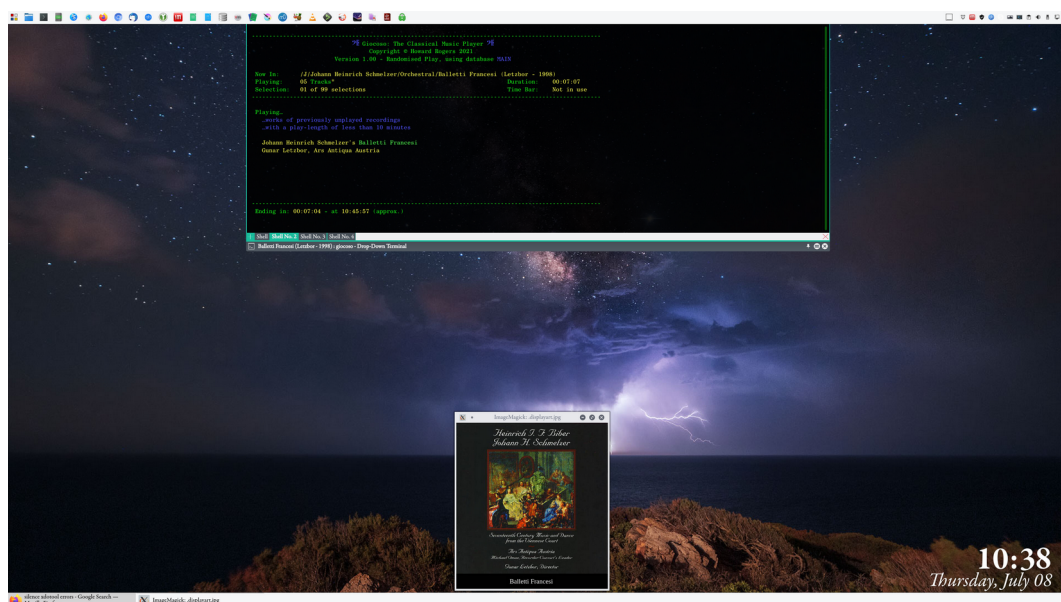 Giocoso: The Classical Music Player
Copyright © Howard Rogers 2021
Version 1.00 - Randomised Play, using database MAIN
Now In: /J/Johann Heinrich Schmelzer/Orchestral/Balletti Francesi (Letzbor - 1998)
Playing: 05 Tracks" Duration: 00:07:07
Selection: 01 of 99 selections Time Bar: Not in use
Playing…
…works of previously unplayed recordings
…with a play-length of less than 10 minutes
Johann Heinrich Schmelzer's Balletti Francesi
Gunar Letzbor, Ars Antiqua Austria
Ending in: 00:07:04 - at 10:45:57 (approx.)
Shell Shell No. 2 Shell No. 3 Shell No. 4
Balletti Francesi (Letzbor - 1998) : giocoso - Drop-Down Terminal
ImageMagick: .displayart.jpg
Heinrich I. F. Biber
Johann H. Schmelzer
Seventeenth Century Music and Dance
from the Viennese Court
Ars Antiqua Austria
Gunar Letzbor, Director
Balletti Francesi
10:38
Thursday, July 08
silence xdotool errors - Google Search —
ImageMagick: .displayart.jpg